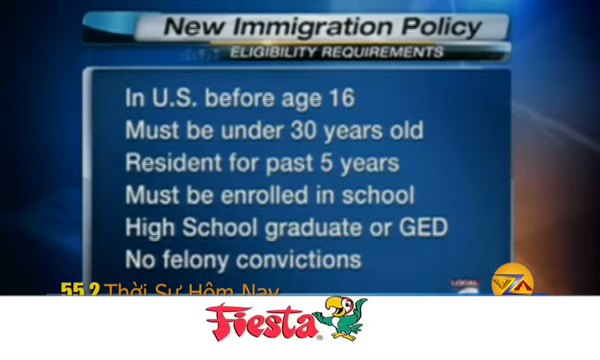 New Immigration Policy
ELIGIBILITY REQUIREMENTS
In U.S. before age 16
Must be under 30 years old
Resident for past 5 years
Must be enrolled in school
High School graduate or GED
No felony convictions
55.2 Thời Sự Hôm Nay
LOCAL
Fiesta®